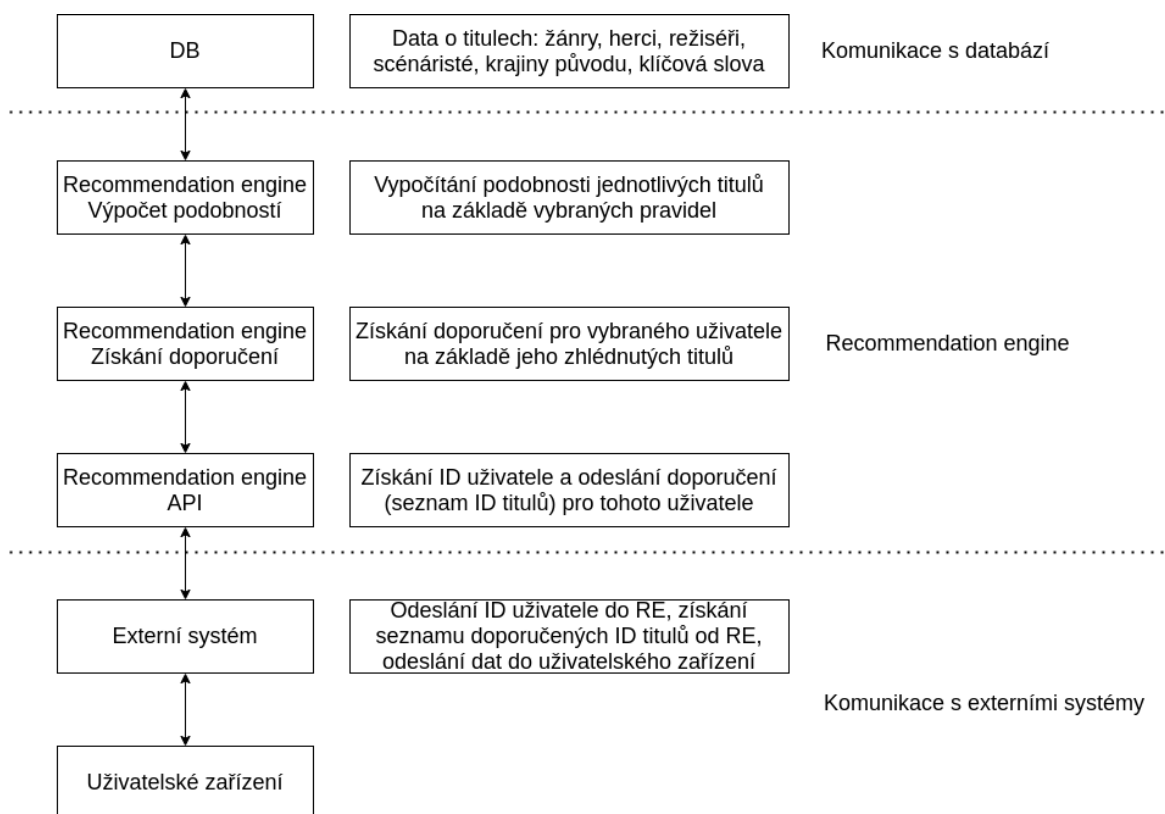 DB
Data o titulech: žánry, herci, režiséři,
scénáristé, krajiny původu, klíčová slova
Komunikace s databází
Recommendation engine
Výpočet podobností
Vypočítání podobnosti jednotlivých titulů
na základě vybraných pravidel
Recommendation engine
Získání doporučení
Získání doporučení pro vybraného uživatele
na základě jeho zhlédnutých titulů
Recommendation engine
Recommendation engine
API
Získání ID uživatele a odeslání doporučení
(seznam ID titulů) pro tohoto uživatele
Externí systém
Odeslání ID uživatele do RE, získání
seznamu doporučených ID titulů od RE,
odeslání dat do uživatelského zařízení
Komunikace s externími systémy
Uživatelské zařízení